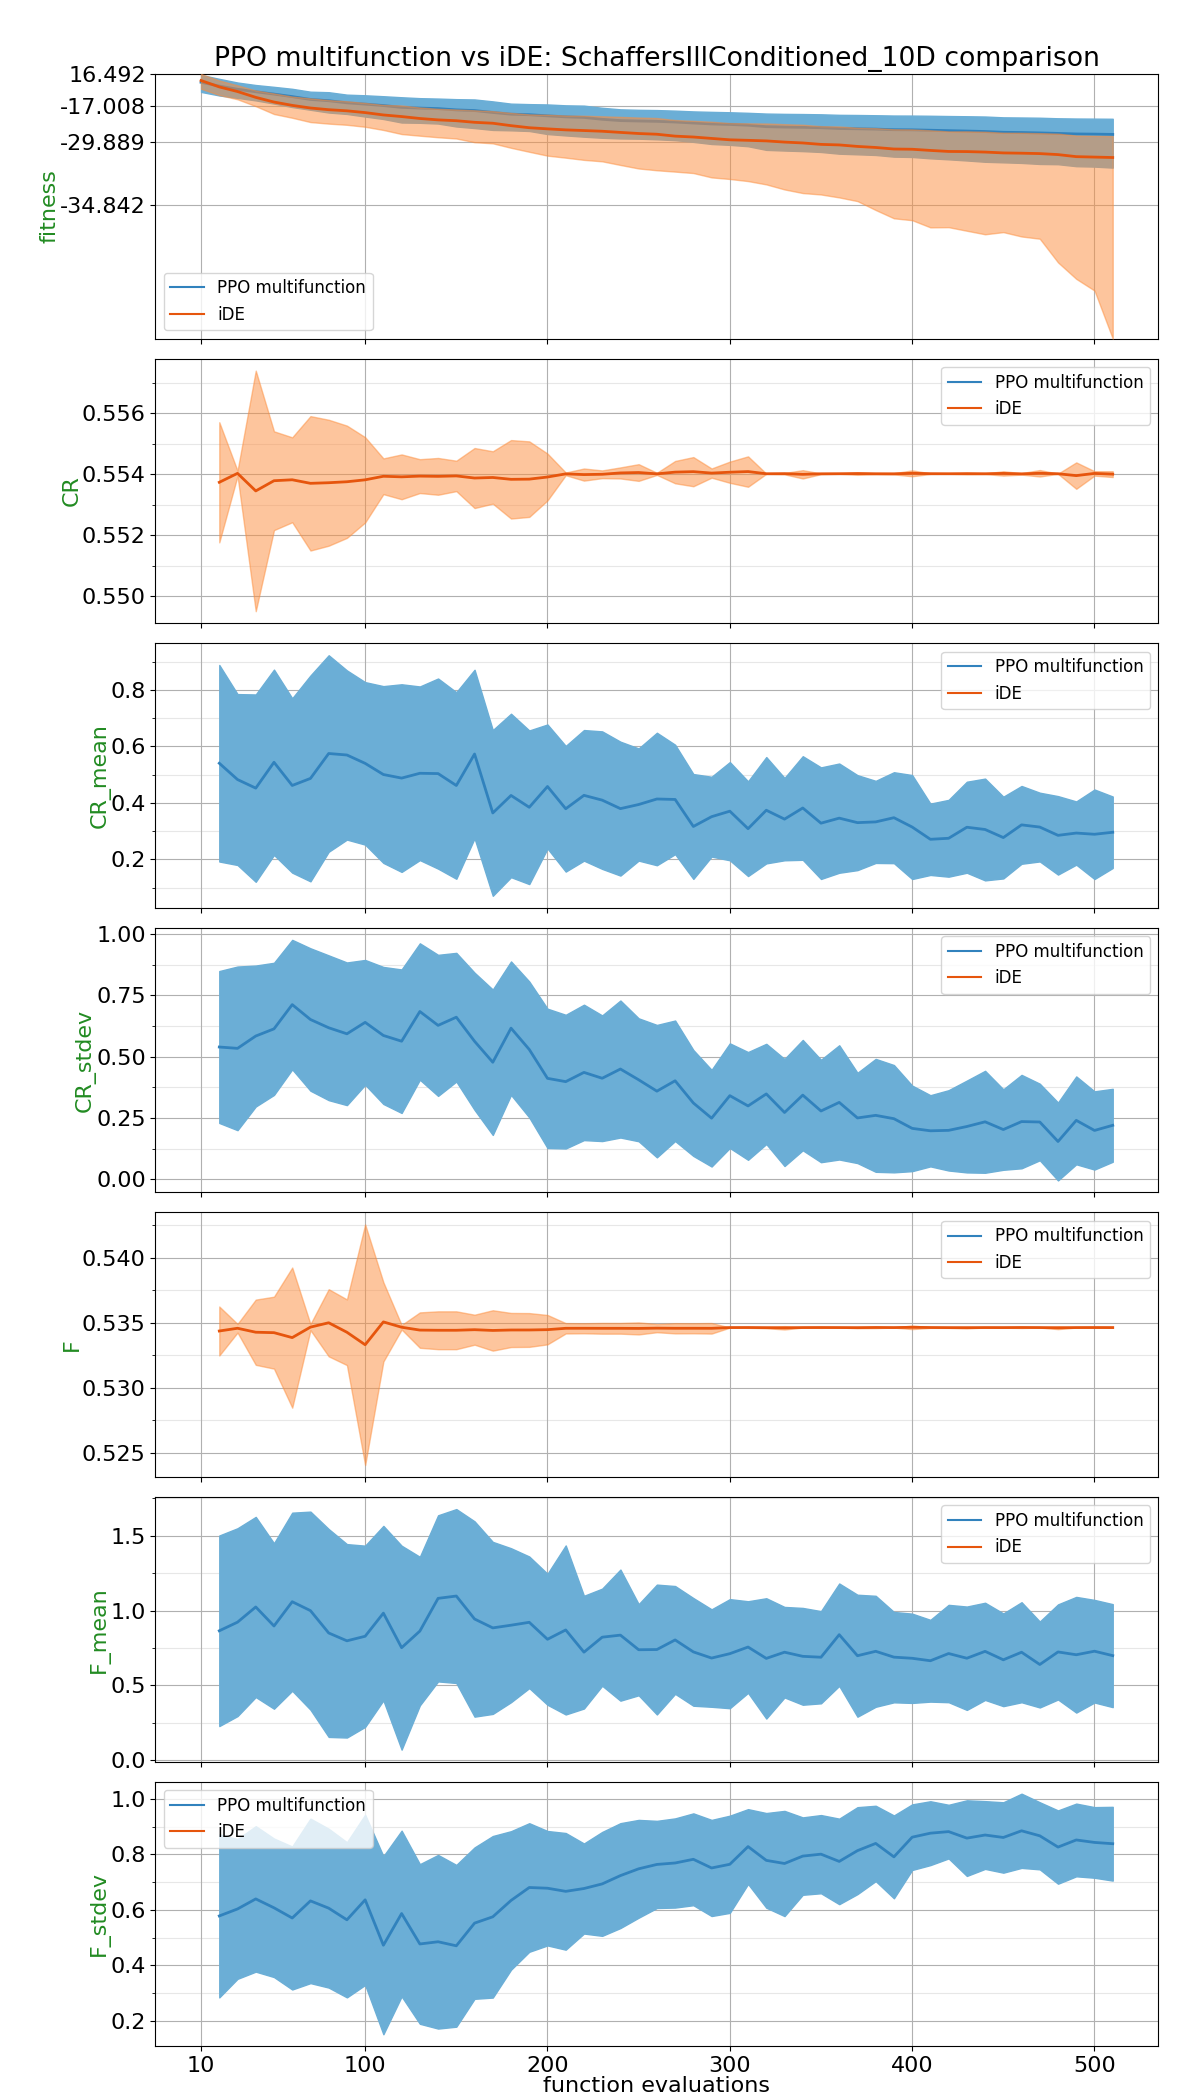 PPO multifunction vs iDE: SchaffersIllConditioned_10D comparison
16.492
-17.008
-29.889
-34.842
fitness
PPO multifunction
iDE
0.556
0.554
0.552
0.550
CR
PPO multifunction
iDE
0.8
0.6
0.4
0.2
CR_mean
PPO multifunction
iDE
1.00
0.75
0.50
0.25
0.00
CR_stdev
PPO multifunction
iDE
0.540
0.535
0.530
0.525
F
PPO multifunction
iDE
1.5
1.0
0.5
0.0
F_mean
PPO multifunction
iDE
1.0
0.8
0.6
0.4
0.2
F_stdev
PPO multifunction
iDE
10 100 200 300 400 500
function evaluations